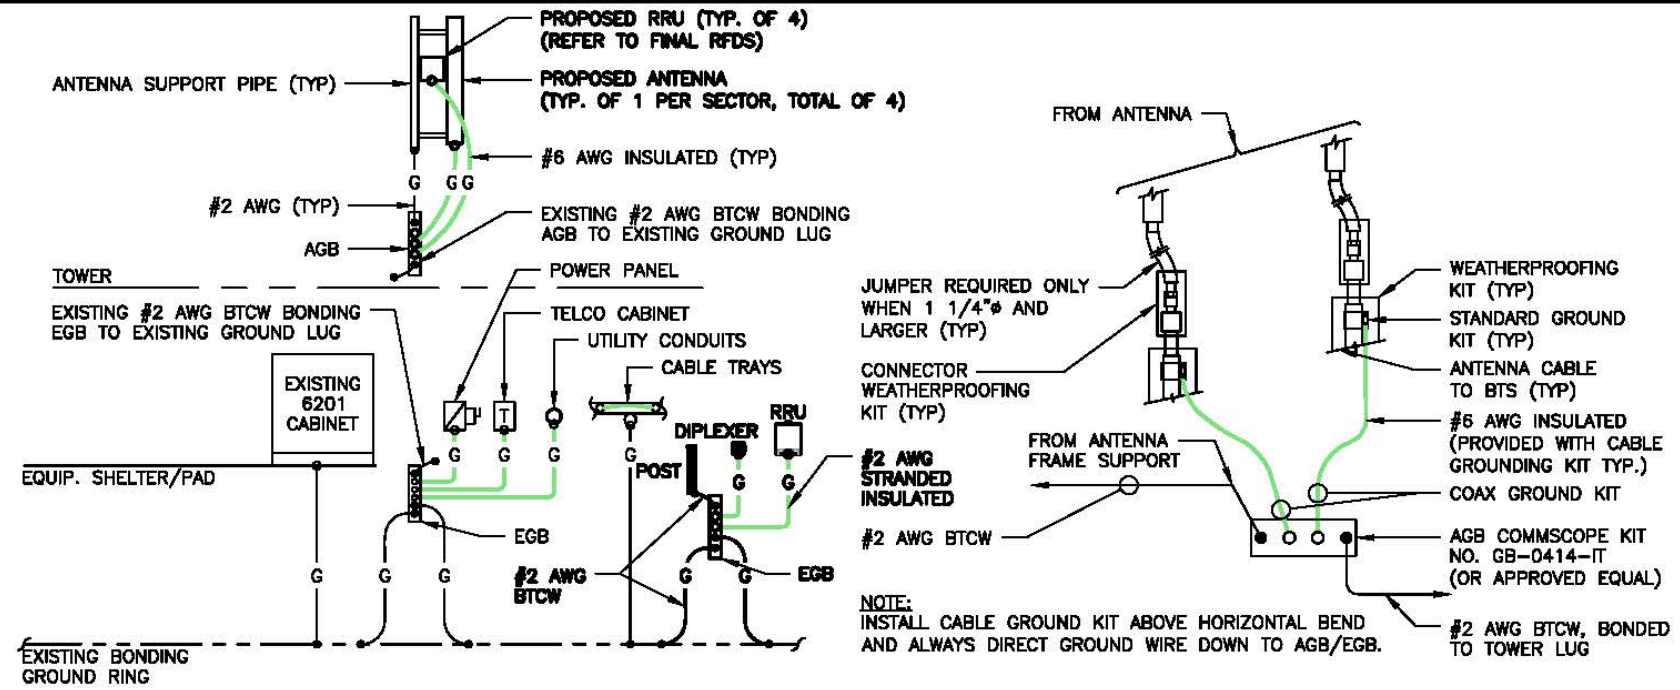 PROPOSED RRU (TYP. OF 4)
(REFER TO FINAL RFDS)
ANTENNA SUPPORT PIPE (TYP)
PROPOSED ANTENNA
(TYP. OF 1 PER SECTOR, TOTAL OF 4)
#6 AWG INSULATED (TYP)
G
G G
#2 AWG (TYP)
EXISTING #2 AWG BTCW BONDING
AGB TO EXISTING GROUND LUG
AGB
TOWER
POWER PANEL
EXISTING #2 AWG BTCW BONDING
EGB TO EXISTING GROUND LUG
TELCO CABINET
UTILITY CONDUITS
CABLE TRAYS
EXISTING
6201
CABINET
T
RRU
DIPLEXER
G
G
G
G
POST
G
G
#2 AWG
STRANDED
INSULATED
EQUIP. SHELTER/PAD
EGB
G
G
G
#2 AWG
BTCW
G
G
EGB
EXISTING BONDING
GROUND RING
FROM ANTENNA
JUMPER REQUIRED ONLY
WHEN 1 1/4"ø AND
LARGER (TYP)
CONNECTOR
WEATHERPROOFING
KIT (TYP)
WEATHERPROOFING
KIT (TYP)
STANDARD GROUND
KIT (TYP)
ANTENNA CABLE
TO BTS (TYP)
#6 AWG INSULATED
(PROVIDED WITH CABLE
GROUNDING KIT TYP.)
FROM ANTENNA
FRAME SUPPORT
COAX GROUND KIT
#2 AWG BTCW
AGB COMMSCOPE KIT
NO. GB-0414-IT
(OR APPROVED EQUAL)
NOTE:
INSTALL CABLE GROUND KIT ABOVE HORIZONTAL BEND
AND ALWAYS DIRECT GROUND WIRE DOWN TO AGB/EGB.
#2 AWG BTCW, BONDED
TO TOWER LUG